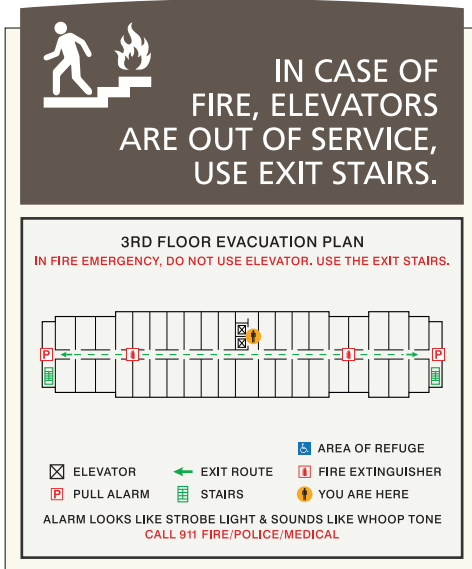 IN CASE OF
FIRE, ELEVATORS
ARE OUT OF SERVICE,
USE EXIT STAIRS.
3RD FLOOR EVACUATION PLAN
IN FIRE EMERGENCY, DO NOT USE ELEVATOR. USE THE EXIT STAIRS.
P
P
AREA OF REFUGE
ELEVATOR
EXIT ROUTE
FIRE EXTINGUISHER
P PULL ALARM
STAIRS
YOU ARE HERE
ALARM LOOKS LIKE STROBE LIGHT & SOUNDS LIKE WHOOP TONE
CALL 911 FIRE/POLICE/MEDICAL